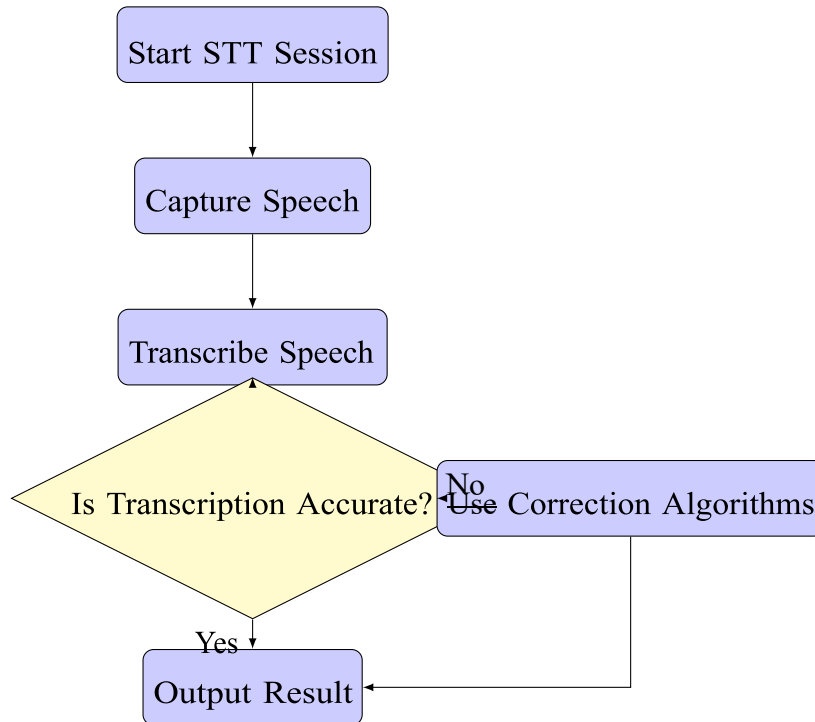 Start STT Session
Capture Speech
Transcribe Speech
Is Transcription Accurate?
No
Use Correction Algorithms
Yes
Output Result